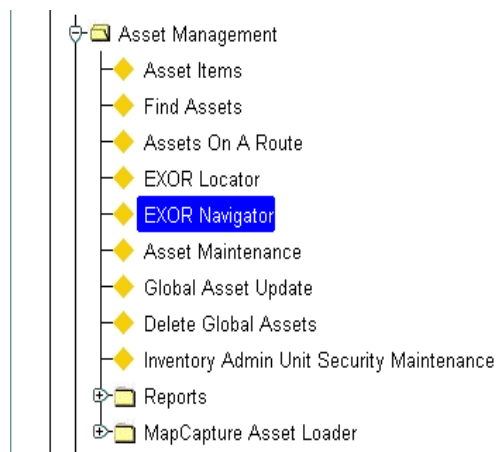 Asset Management
Asset Items
Find Assets
Assets On A Route
EXOR Locator
EXOR Navigator
Asset Maintenance
Global Asset Update
Delete Global Assets
Inventory Admin Unit Security Maintenance
Reports
MapCapture Asset Loader